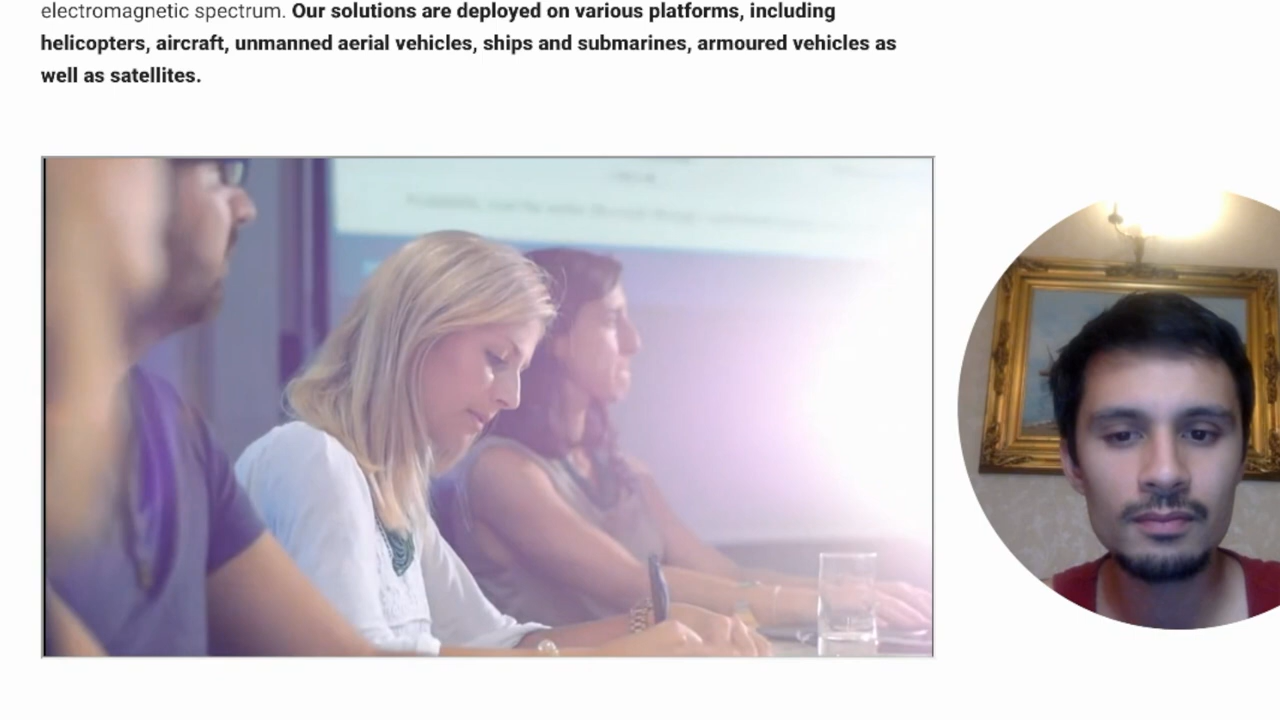 electromagnetic spectrum. Our solutions are deployed on various platforms, including
helicopters, aircraft, unmanned aerial vehicles, ships and submarines, armoured vehicles as
well as satellites.